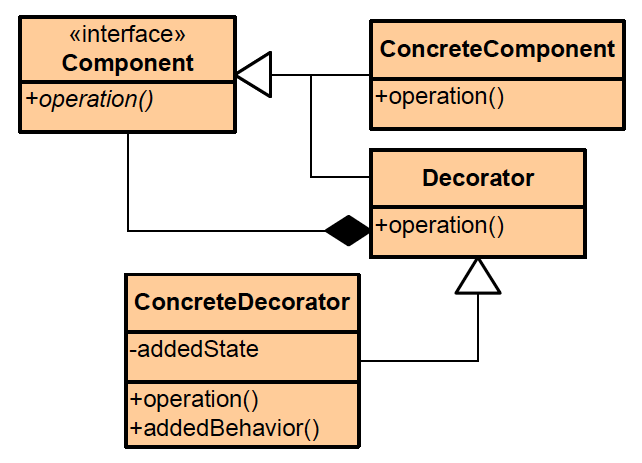 «interface»
Component
+operation()
ConcreteComponent
+operation()
Decorator
+operation()
ConcreteDecorator
-addedState
+operation()
+addedBehavior()